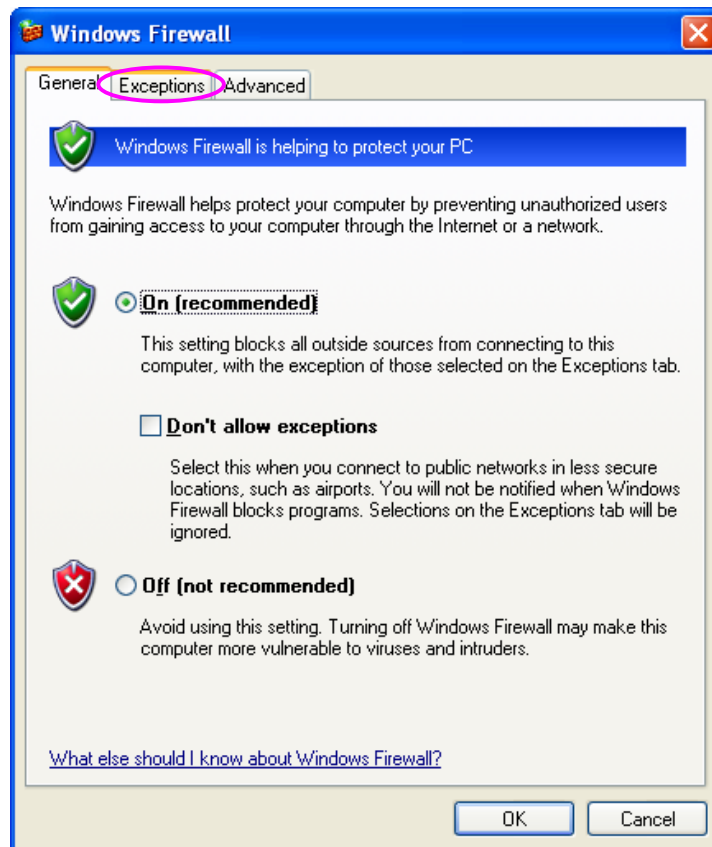 Windows Firewall
General Exceptions Advanced
Windows Firewall is helping to protect your PC
Windows Firewall helps protect your computer by preventing unauthorized users
from gaining access to your computer through the Internet or a network.
On (recommended)
This setting blocks all outside sources from connecting to this
computer, with the exception of those selected on the Exceptions tab.
Don't allow exceptions
Select this when you connect to public networks in less secure
locations, such as airports. You will not be notified when Windows
Firewall blocks programs. Selections on the Exceptions tab will be
ignored.
Off (not recommended)
Avoid using this setting. Turning off Windows Firewall may make this
computer more vulnerable to viruses and intruders.
What else should I know about Windows Firewall?
OK Cancel